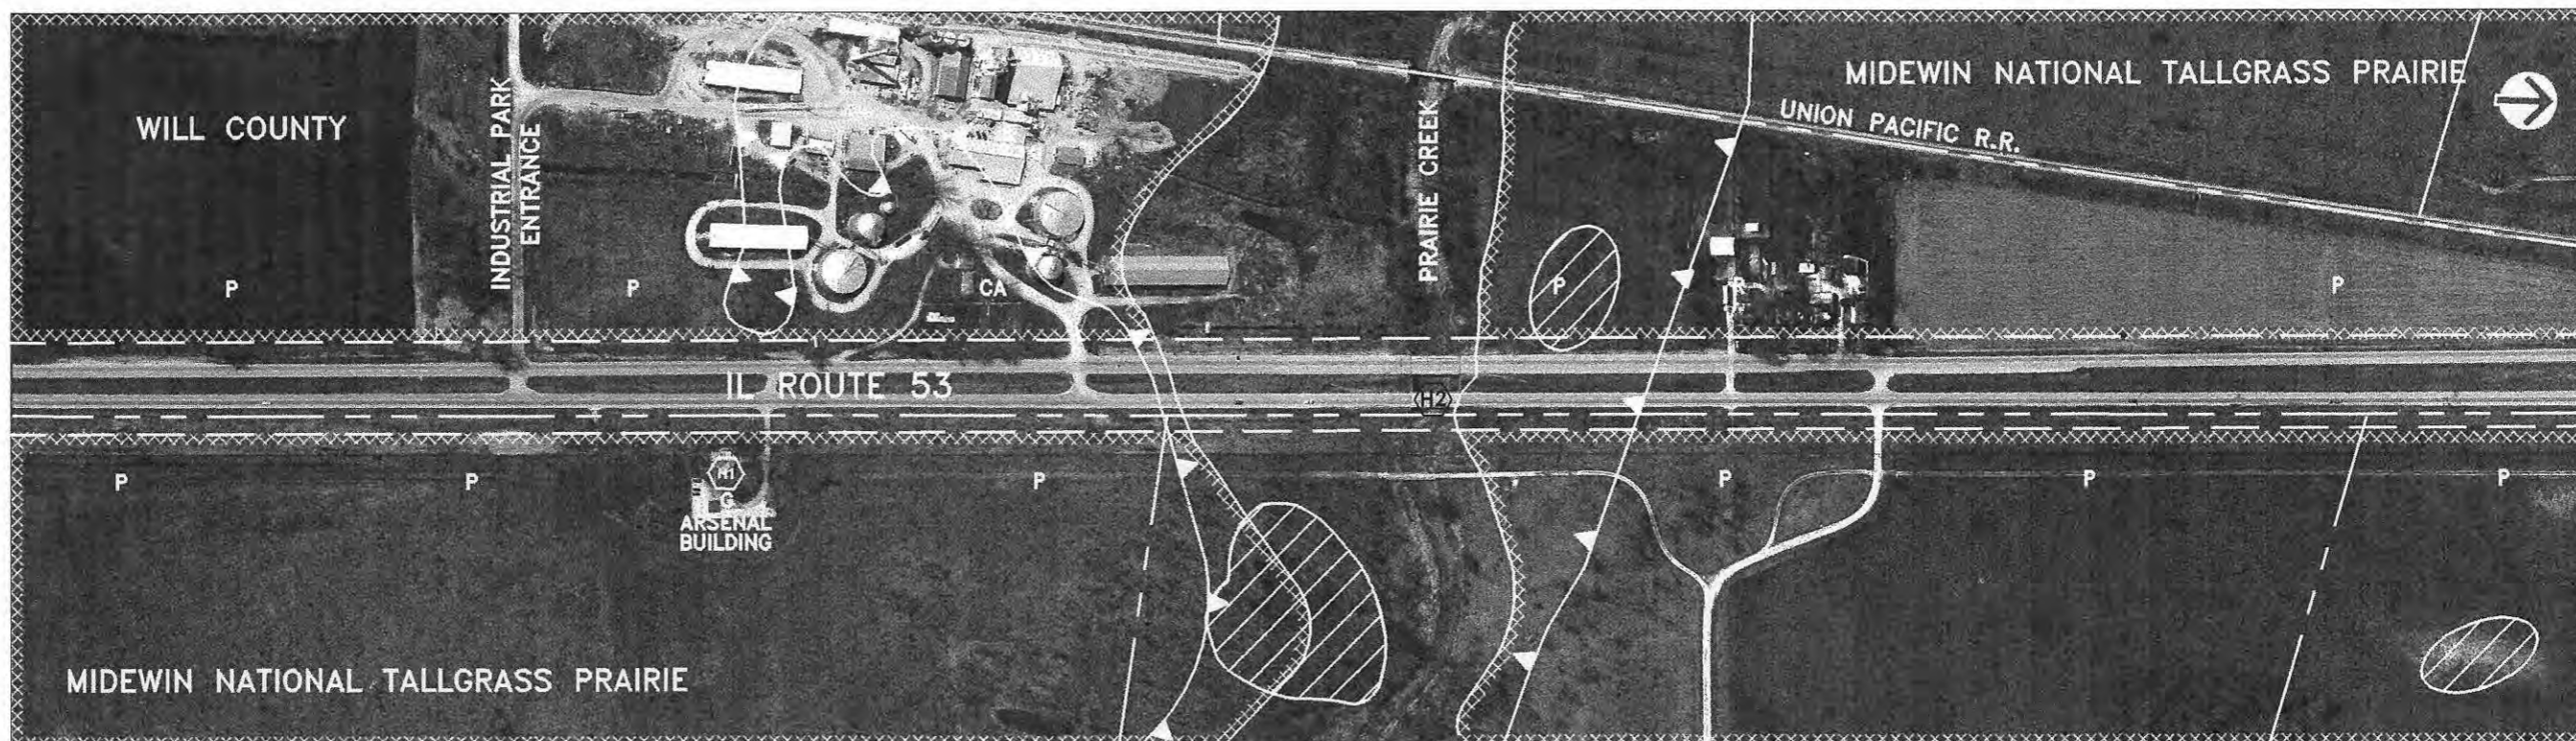 MIDEWIN NATIONAL TALLGRASS PRAIRIE
WILL COUNTY
INDUSTRIAL PARK
ENTRANCE
PRAIRIE CREEK
UNION PACIFIC R.R.
P
P
CA
P
R
R
P
IL ROUTE 53
H2
P
P
H1
G
ARSENAL
BUILDING
P
P
P
P
MIDEWIN NATIONAL TALLGRASS PRAIRIE